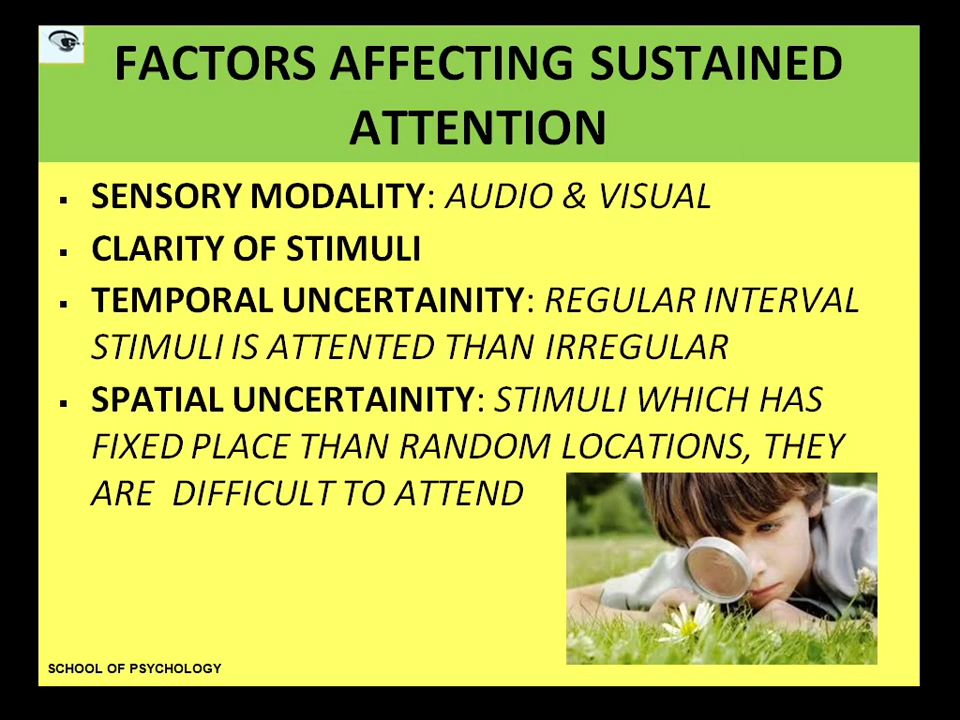 FACTORS AFFECTING SUSTAINED
ATTENTION
▪ SENSORY MODALITY: AUDIO & VISUAL
▪ CLARITY OF STIMULI
▪ TEMPORAL UNCERTAINITY: REGULAR INTERVAL
STIMULI IS ATTENTED THAN IRREGULAR
▪ SPATIAL UNCERTAINITY: STIMULI WHICH HAS
FIXED PLACE THAN RANDOM LOCATIONS, THEY
ARE DIFFICULT TO ATTEND
SCHOOL OF PSYCHOLOGY